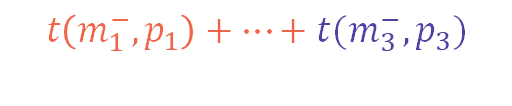 t(m₁⁻, p₁) + ⋯ + t(m₃⁻, p₃)